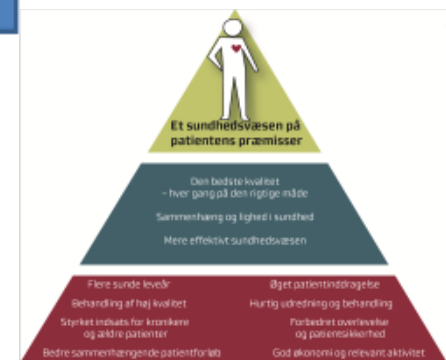 Et sundhedsvæsen på
patientens præmisser
Den bedste kvalitet
– hver gang på den rigtige måde
Sammenhæng og lighed i sundhed
Mere effektivt sundhedsvæsen
Flere sunde leveår
Behandling af høj kvalitet
Styrket indsats for kronikere
og ældre patienter
Bedre sammenhængende patientforløb
Øget patientinddragelse
Hurtig udredning og behandling
Forbedret overlevelse
og patientsikkerhed
God økonomi og relevant aktivitet